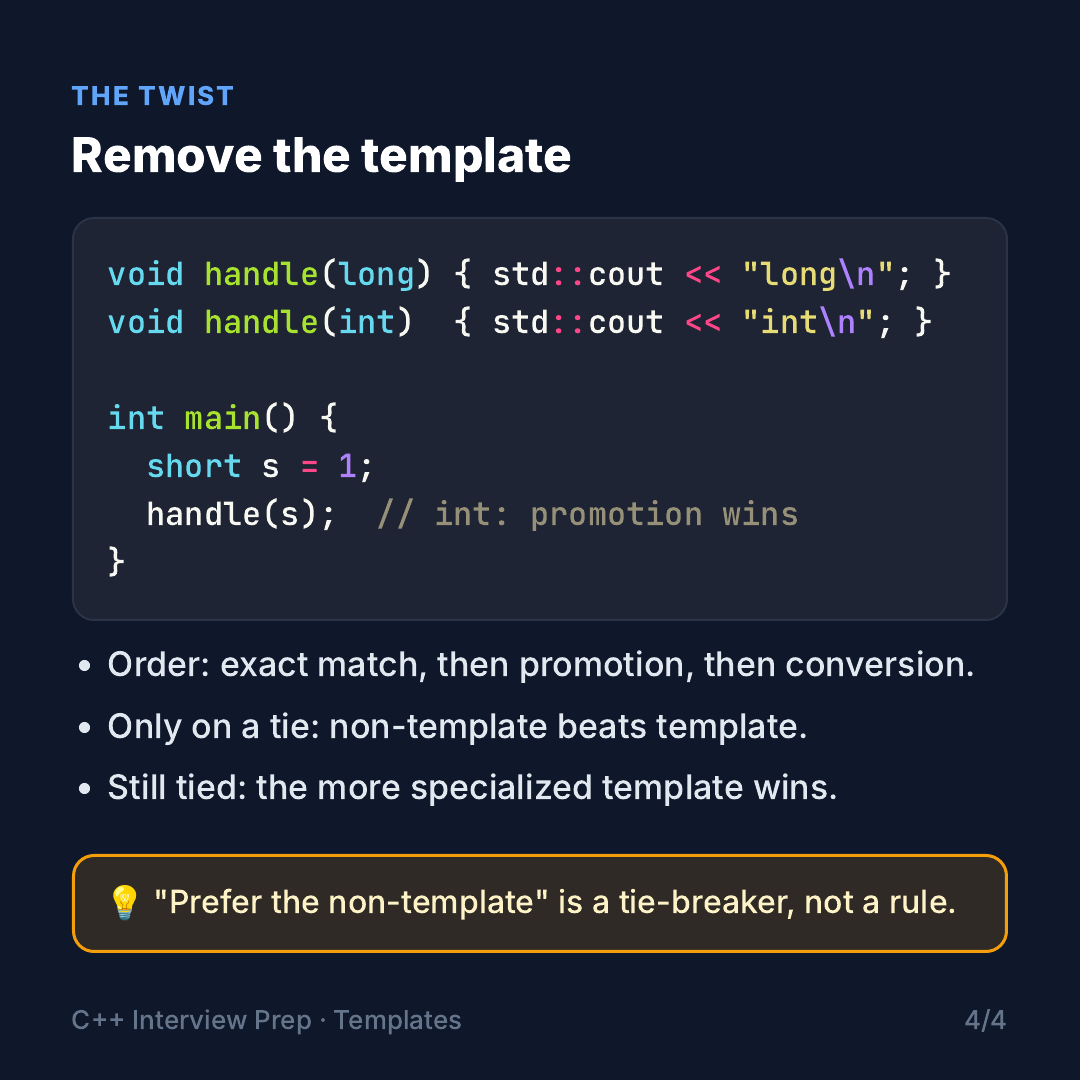 THE TWIST
Remove the template
void handle(long) { std::cout << "long\n"; }
void handle(int)  { std::cout << "int\n"; }
int main() {
  short s = 1;
  handle(s);  // int: promotion wins
}
• Order: exact match, then promotion, then conversion.
• Only on a tie: non-template beats template.
• Still tied: the more specialized template wins.
💡 "Prefer the non-template" is a tie-breaker, not a rule.
C++ Interview Prep · Templates
4/4